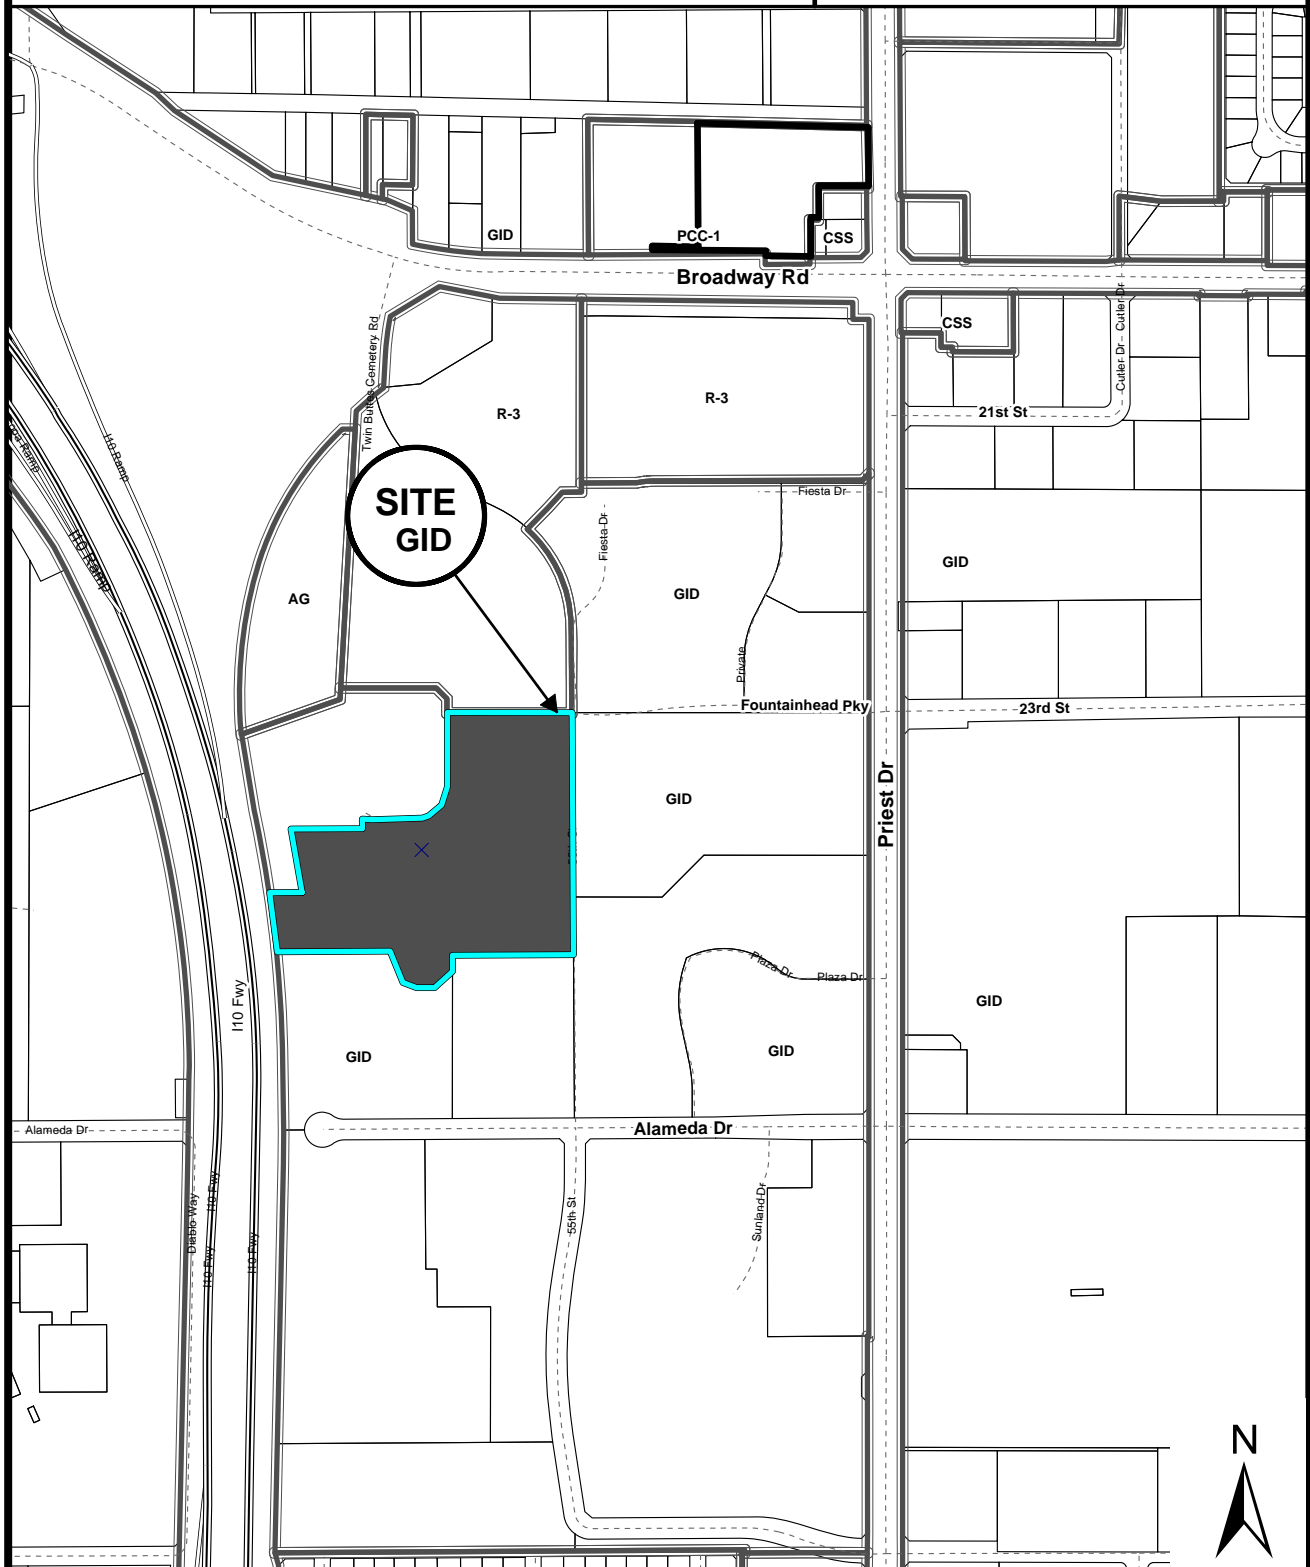 GID
PCC-1
CSS
Broadway Rd
Twin Buttes Cemetery Rd
CSS
Cutler Dr
Cutler Dr
R-3
R-3
21st St
I10 Ramp
I10 Ramp
SITE
GID
Fiesta Dr
Fiesta Dr
GID
GID
AG
Private
Fountainhead Pky
23rd St
Priest Dr
GID
Plaza Dr
Plaza Dr
I10 Fwy
GID
GID
GID
Alameda Dr
Alameda Dr
Diablo Way
I10 Fwy
I10 Fwy
I10 Fwy
55th St
Sunland Dr
N